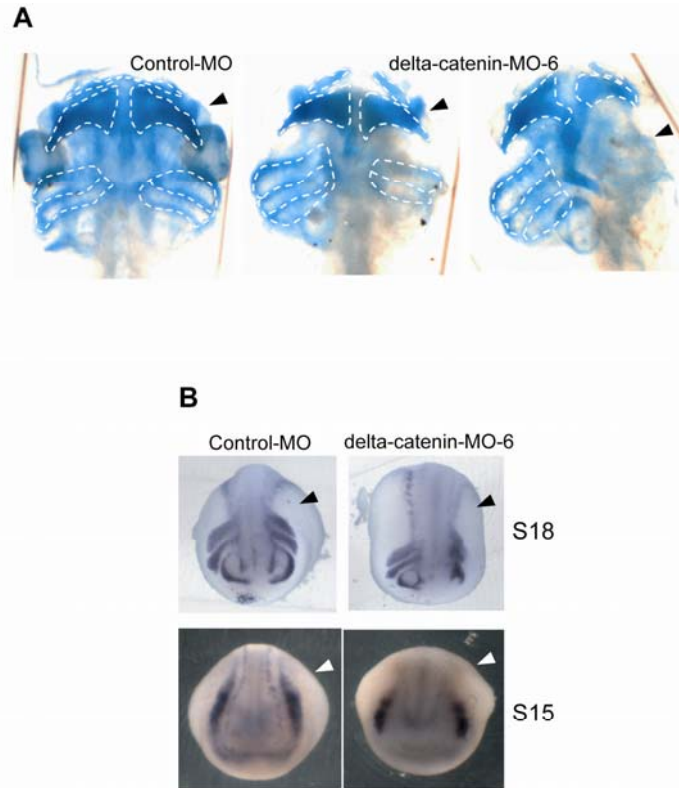 A
Control-MO
delta-catenin-MO-6
B
Control-MO
delta-catenin-MO-6
S18
S15